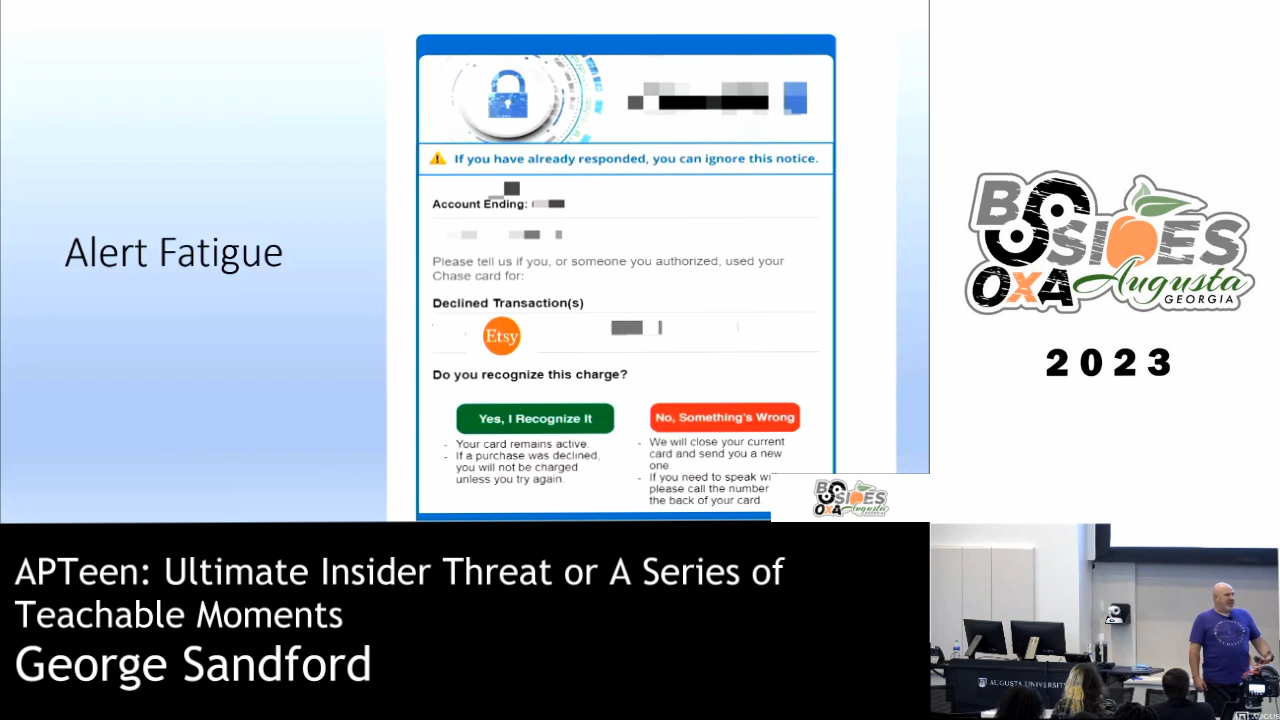 Alert Fatigue
If you have already responded, you can ignore this notice.
Account Ending:
Please tell us if you, or someone you authorized, used your
Chase card for:
Declined Transaction(s)
Etsy
Do you recognize this charge?
Yes, I Recognize It
- Your card remains active.
- If a purchase was declined,
you will not be charged
unless you try again.
No, Something's Wrong
- We will close your current
card and send you a new
one
- If you need to speak wi
please call the number
the back of your card
BSIDES
OXA Augusta
BSIDES
OXA Augusta
GEORGIA
2023
APTeen: Ultimate Insider Threat or A Series of
Teachable Moments
George Sandford
AUGUSTA UNIVERSITY